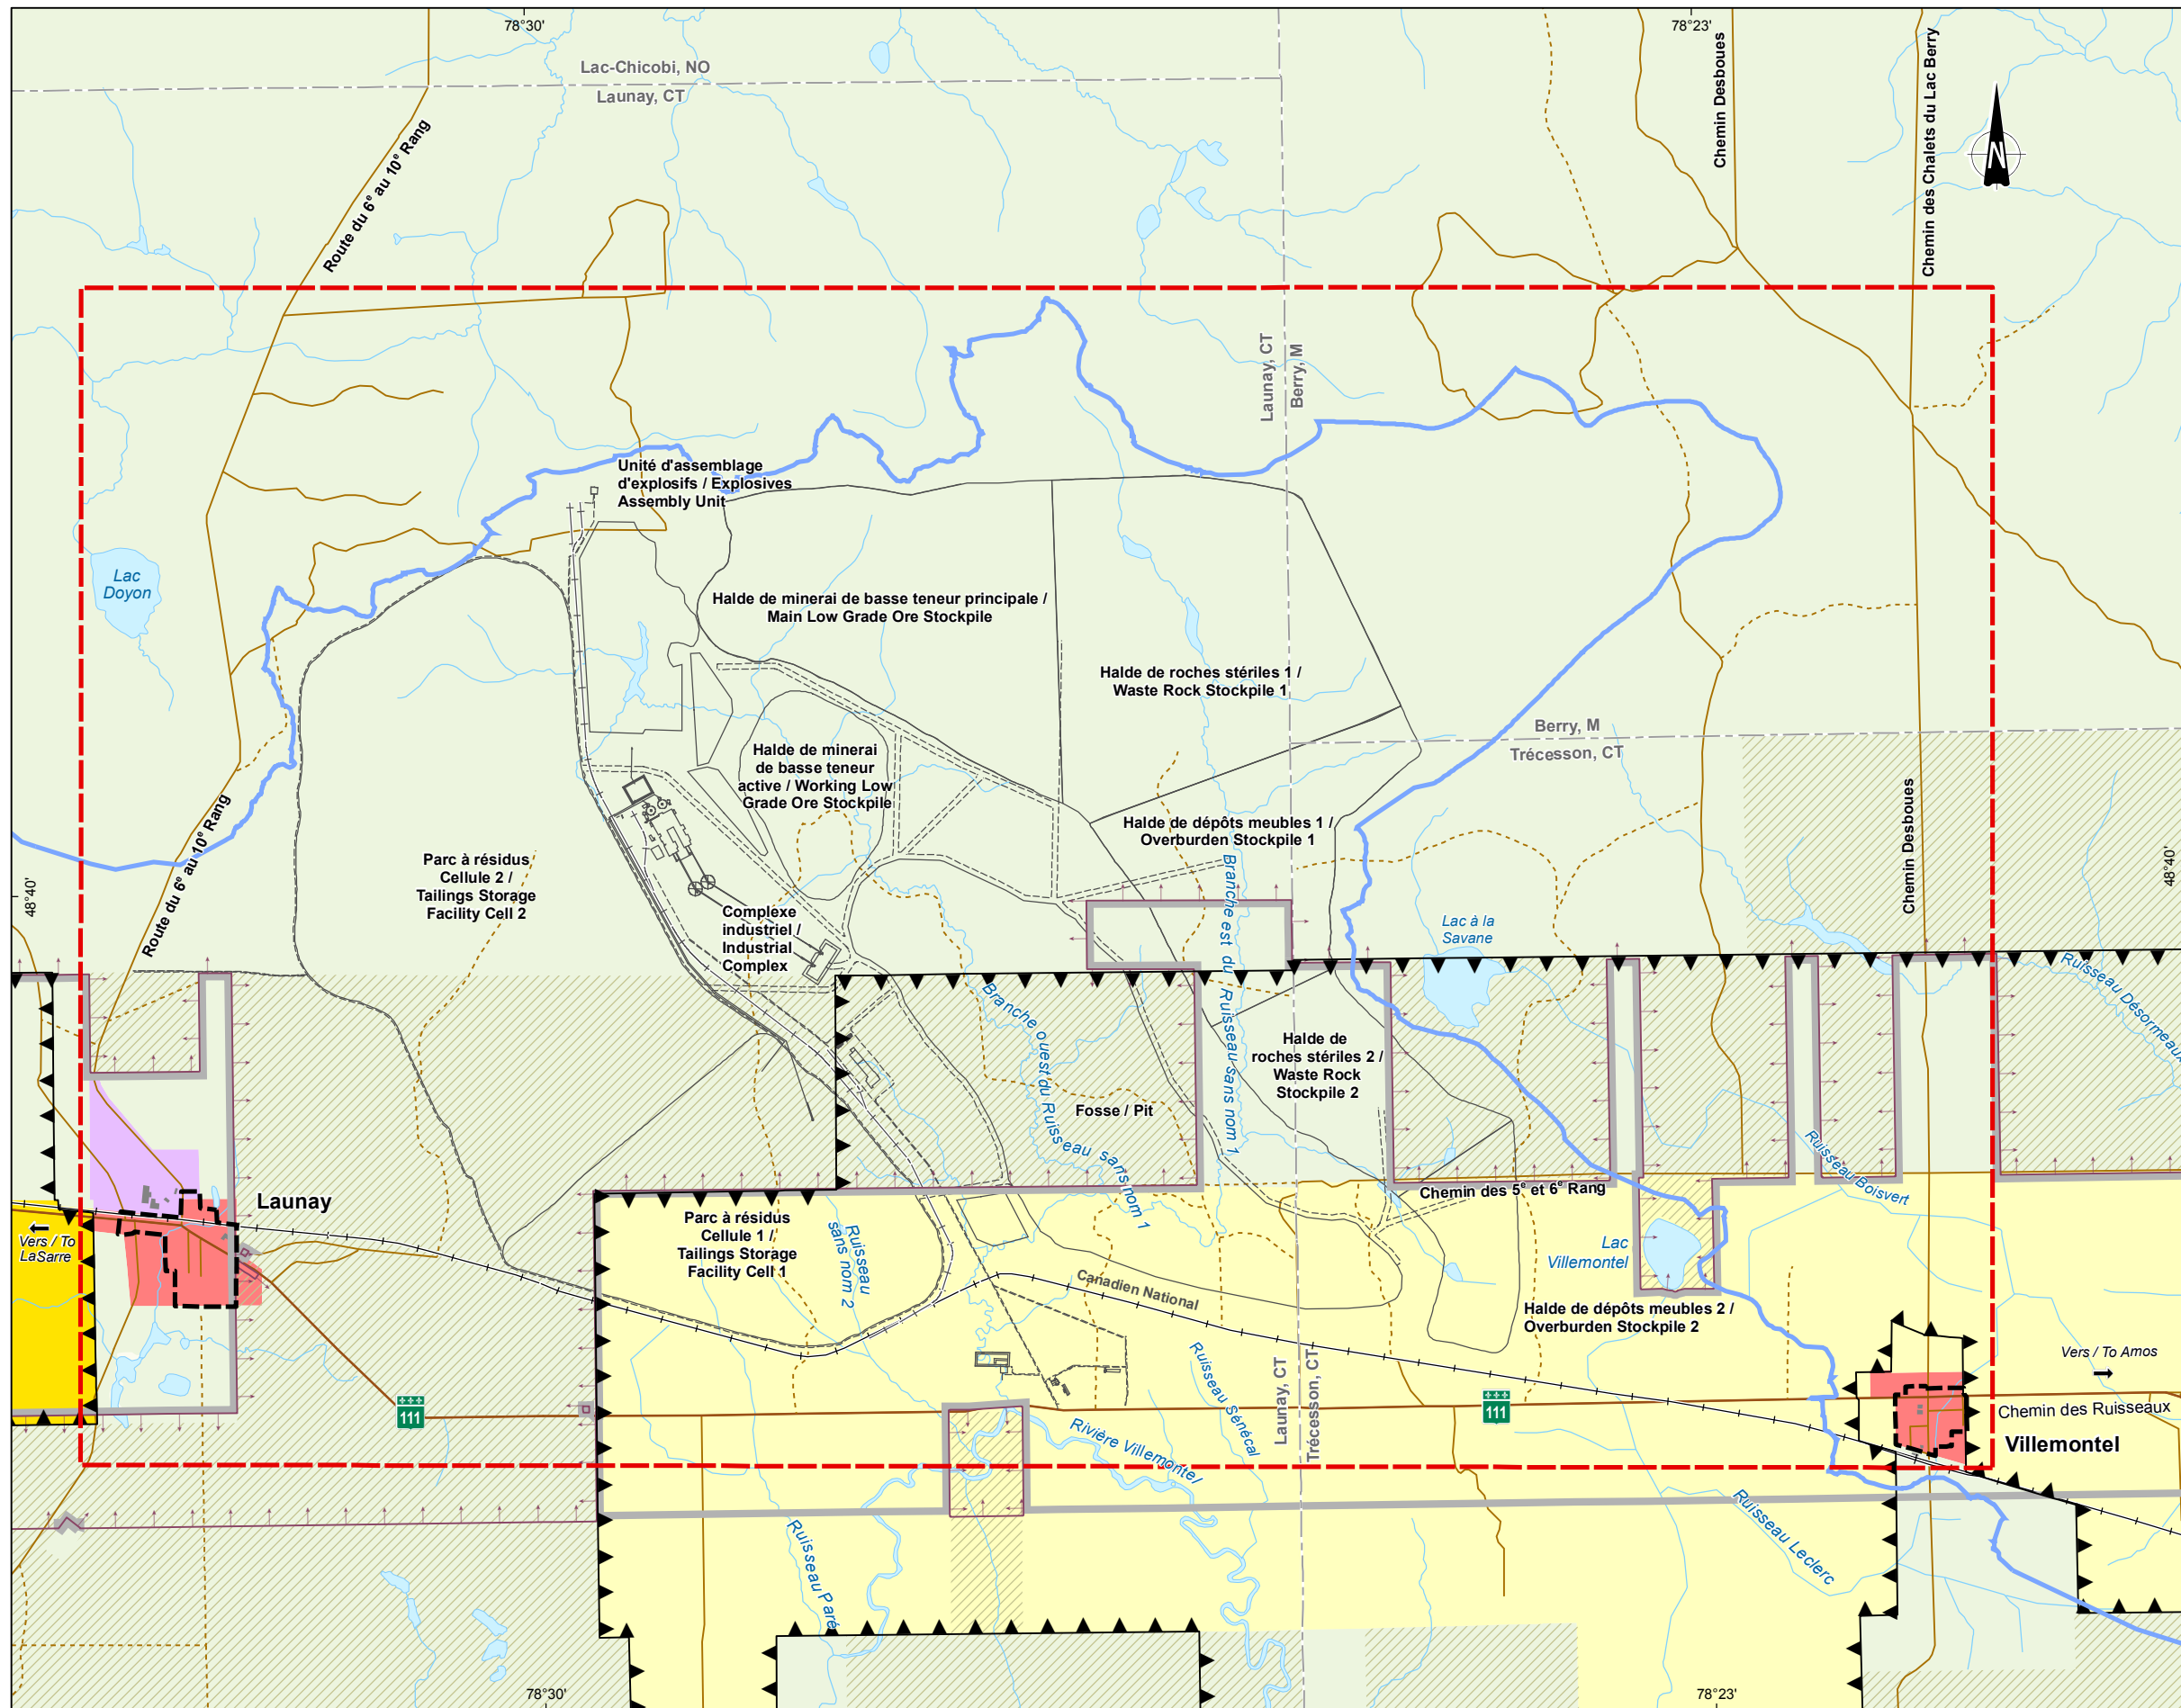 78°30'
78°23'
Lac-Chicobi, NO
Launay, CT
Route du 6e au 10e Rang
Chemin Desboues
Chemin des Chalets du Lac Berry
N
Launay, CT
Berry, M
Unité d'assemblage
d'explosifs / Explosives
Assembly Unit
Lac
Doyon
Halde de minerai de basse teneur principale /
Main Low Grade Ore Stockpile
Halde de roches stériles 1 /
Waste Rock Stockpile 1
Berry, M
Trécesson, CT
Halde de minerai
de basse teneur
active / Working Low
Grade Ore Stockpile
Halde de dépôts meubles 1 /
Overburden Stockpile 1
Chemin Desboues
Route du 6e au 10e Rang
48°40'
48°40'
Parc à résidus
Cellule 2 /
Tailings Storage
Facility Cell 2
Complexe
industriel /
Industrial
Complex
Lac à la
Savane
Branche est du Ruisseau sans nom 1
Branche ouest du Ruisseau sans nom 1
Ruisseau Désormeaux
Halde de
roches stériles 2 /
Waste Rock
Stockpile 2
Fosse / Pit
Ruisseau Boisvert
Chemin des 5e et 6e Rang
Launay
Vers / To
LaSarre
Parc à résidus
Cellule 1 /
Tailings Storage
Facility Cell 1
Ruisseau
sans nom 2
Lac
Villemontel
Canadien National
Halde de dépôts meubles 2 /
Overburden Stockpile 2
Ruisseau Sénécal
Launay, CT
Trécesson, CT
Vers / To Amos
111
111
Chemin des Ruisseaux
Villemontel
Rivière Villemontel
Ruisseau Paré
Ruisseau Leclerc
78°30'
78°23'